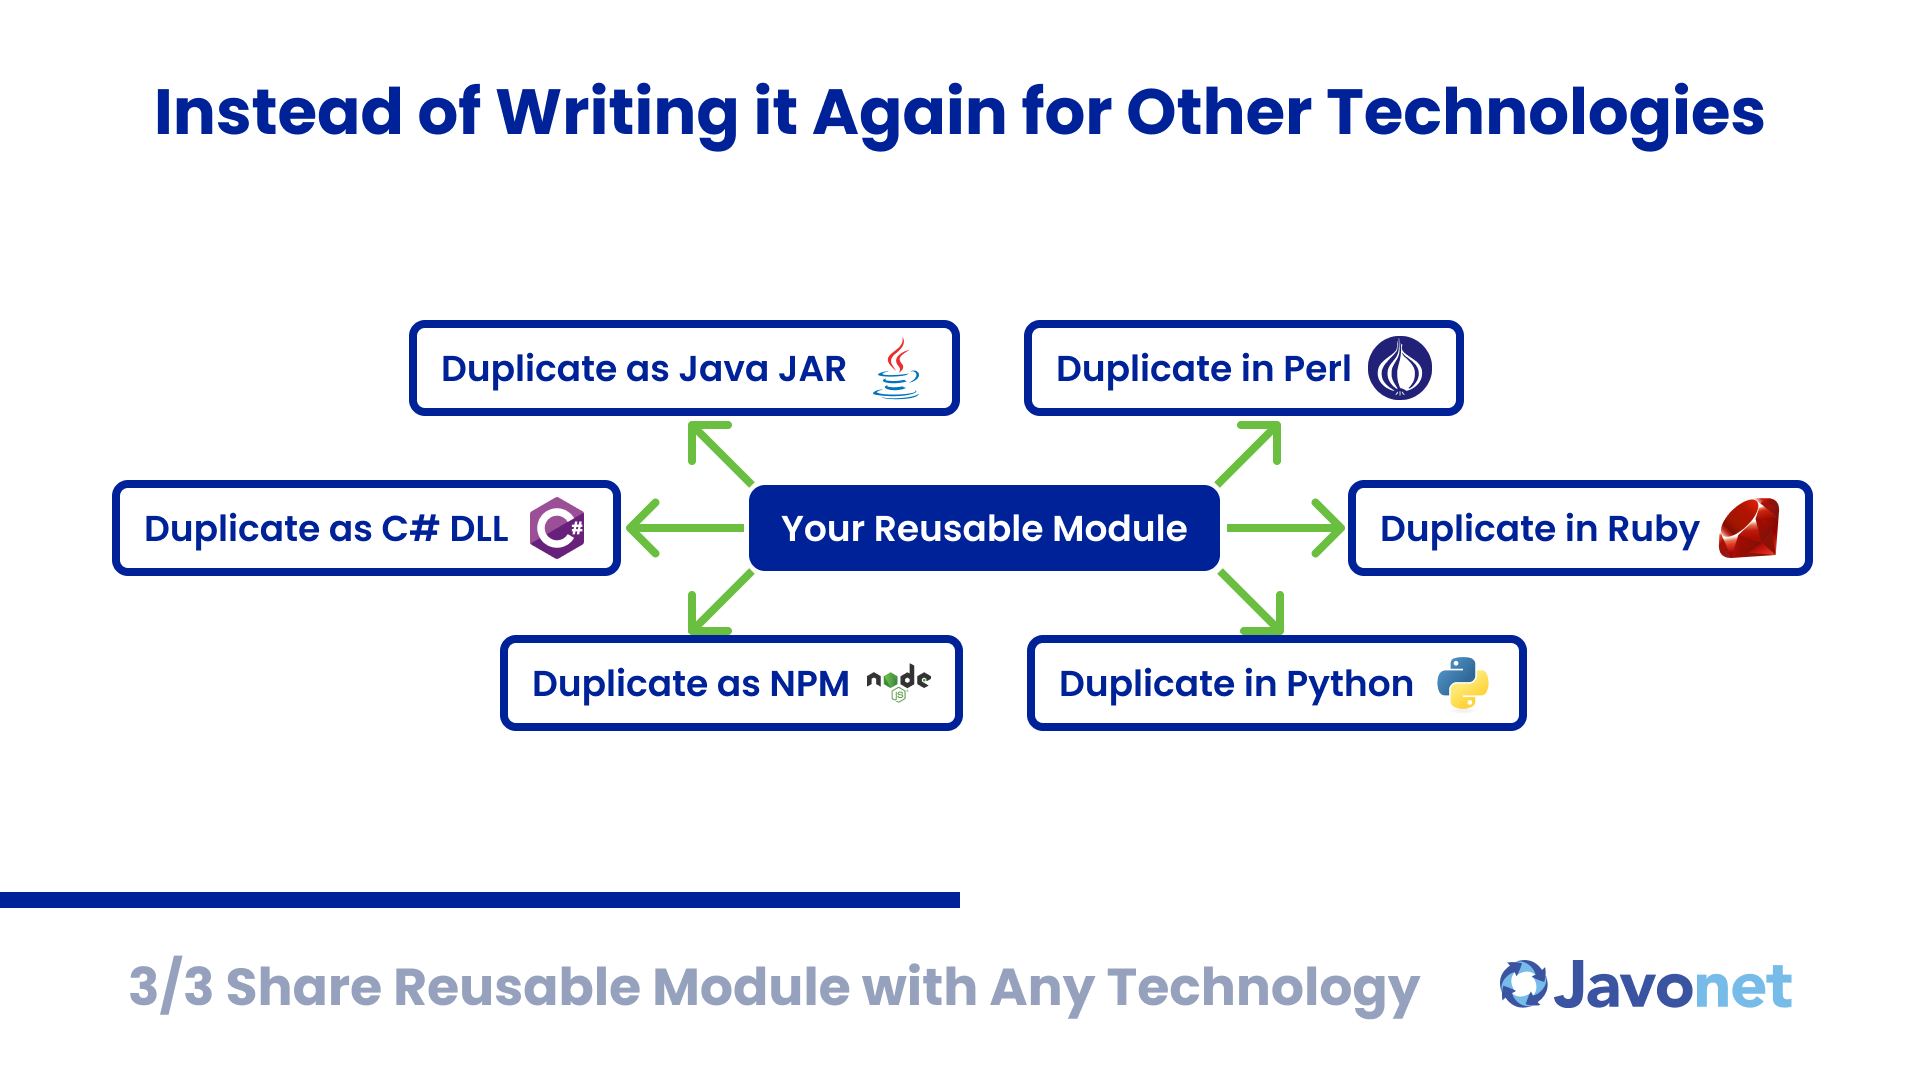 Instead of Writing it Again for Other Technologies
Duplicate as Java JAR
Duplicate in Perl
Duplicate as C# DLL
C#
Your Reusable Module
Duplicate in Ruby
Duplicate as NPM
node
JS
Duplicate in Python
3/3 Share Reusable Module with Any Technology
Javonet